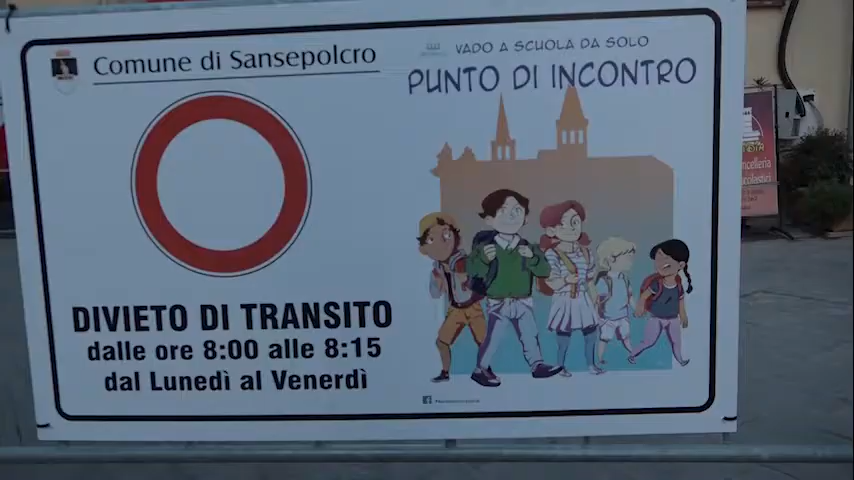 Comune di Sansepolcro
VADO A SCUOLA DA SOLO
PUNTO DI INCONTRO
DIVIETO DI TRANSITO
dalle ore 8:00 alle 8:15
dal Lunedì al Venerdì